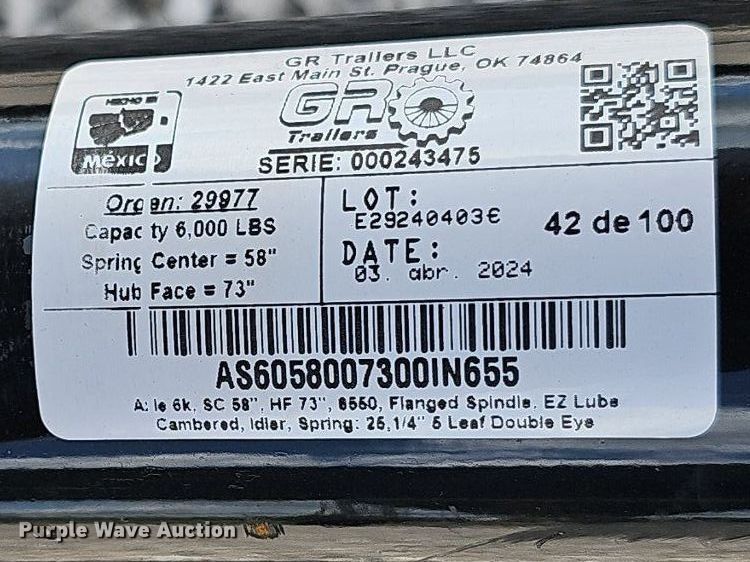 GR Trailers LLC
1422 East Main St. Prague, OK 74864
HECHO EN
México
GR
Trailers
SERIE: 000243475
Orden: 29977
Capacity 6,000 LBS
Spring Center = 58"
Hub Face = 73"
LOT:
E29240403E
42 de 100
DATE:
03. abr. 2024
AS6058007300IN655
Axle 6k, SC 58", HF 73", 6550, Flanged Spindle, EZ Lube
Cambered, Idler, Spring: 25,1/4" 5 Leaf Double Eye
Purple Wave Auction